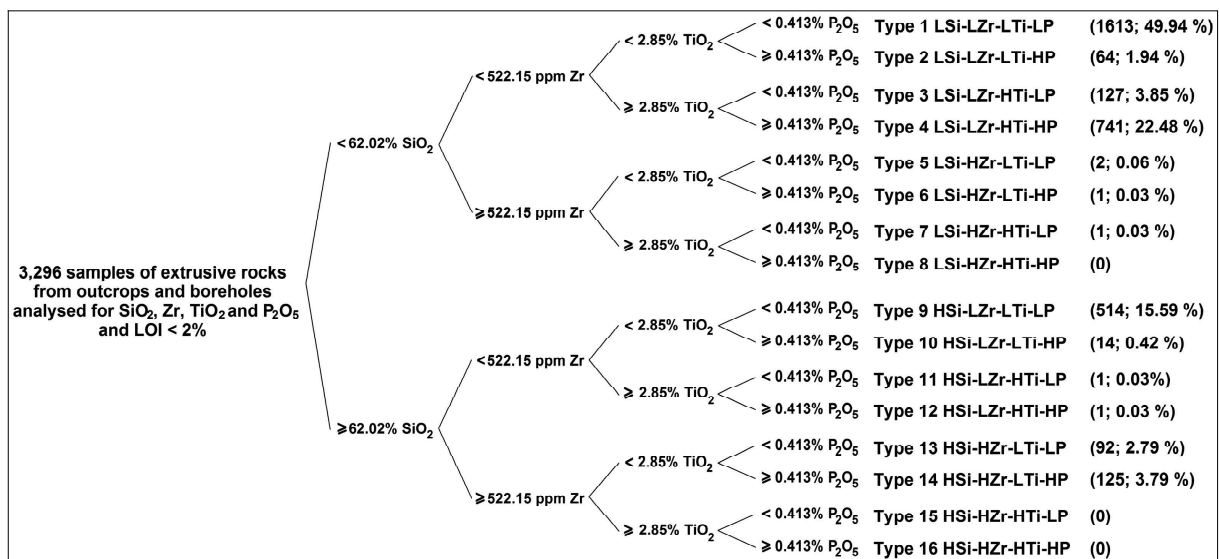 3,296 samples of extrusive rocks
from outcrops and boreholes
analysed for SiO₂, Zr, TiO₂ and P₂O₅
and LOI < 2%
<62.02% SiO₂
⩾62.02% SiO₂
<522.15 ppm Zr
⩾522.15 ppm Zr
<522.15 ppm Zr
⩾522.15 ppm Zr
< 2.85% TiO₂
⩾ 2.85% TiO₂
< 2.85% TiO₂
⩾ 2.85% TiO₂
< 2.85% TiO₂
⩾ 2.85% TiO₂
< 2.85% TiO₂
⩾ 2.85% TiO₂
< 0.413% P₂O₅ Type 1 LSi-LZr-LTi-LP (1613; 49.94 %)
⩾ 0.413% P₂O₅ Type 2 LSi-LZr-LTi-HP (64; 1.94 %)
< 0.413% P₂O₅ Type 3 LSi-LZr-HTi-LP (127; 3.85 %)
⩾ 0.413% P₂O₅ Type 4 LSi-LZr-HTi-HP (741; 22.48 %)
< 0.413% P₂O₅ Type 5 LSi-HZr-LTi-LP (2; 0.06 %)
⩾ 0.413% P₂O₅ Type 6 LSi-HZr-LTi-HP (1; 0.03 %)
< 0.413% P₂O₅ Type 7 LSi-HZr-HTi-LP (1; 0.03 %)
⩾ 0.413% P₂O₅ Type 8 LSi-HZr-HTi-HP (0)
< 0.413% P₂O₅ Type 9 HSi-LZr-LTi-LP (514; 15.59 %)
⩾ 0.413% P₂O₅ Type 10 HSi-LZr-LTi-HP (14; 0.42 %)
< 0.413% P₂O₅ Type 11 HSi-LZr-HTi-LP (1; 0.03%)
⩾ 0.413% P₂O₅ Type 12 HSi-LZr-HTi-HP (1; 0.03 %)
< 0.413% P₂O₅ Type 13 HSi-HZr-LTi-LP (92; 2.79 %)
⩾ 0.413% P₂O₅ Type 14 HSi-HZr-LTi-HP (125; 3.79 %)
< 0.413% P₂O₅ Type 15 HSi-HZr-HTi-LP (0)
⩾ 0.413% P₂O₅ Type 16 HSi-HZr-HTi-HP (0)